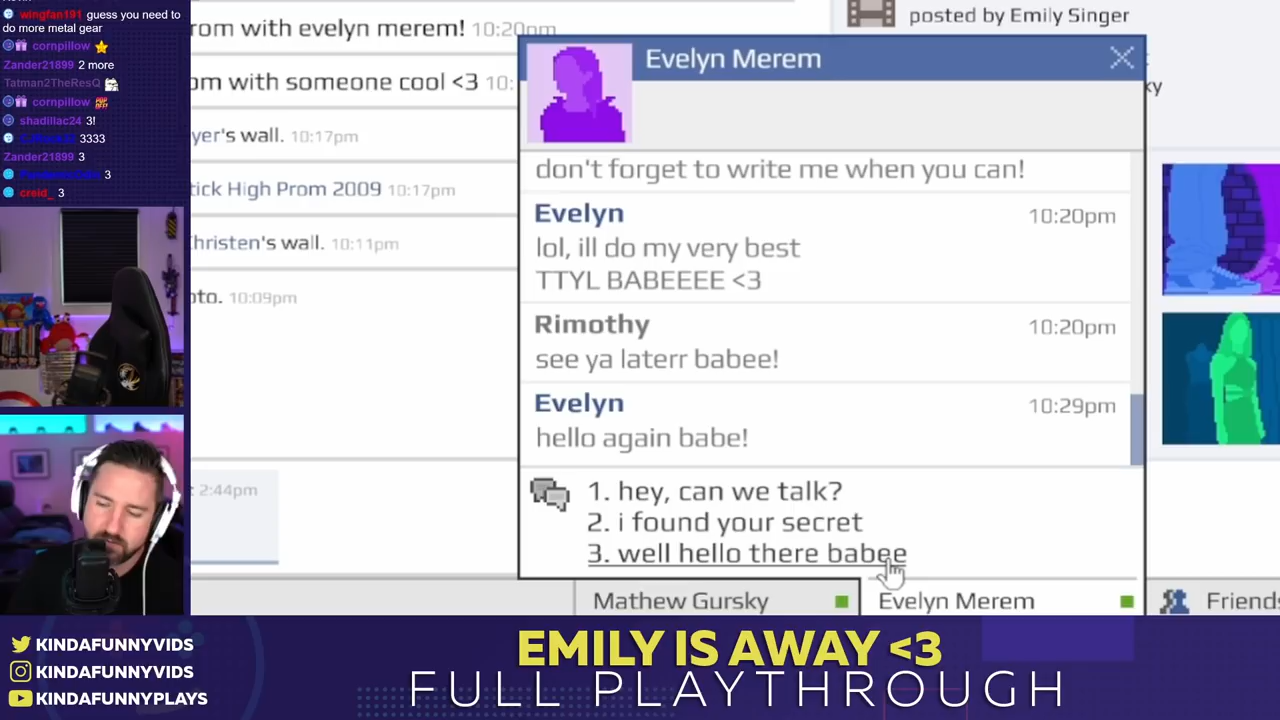 wingfan191 guess you need to
do more metal gear
cornpillow
Zander21899 2 more
Tatman2TheResQ
cornpillow
shadillac24 3!
3333
Zander21899 3
3
creid_ 3
rom with evelyn merem! 10:20pm
om with someone cool <3 10:
yer's wall. 10:17pm
tick High Prom 2009 10:17pm
hristen's wall. 10:11pm
oto. 10:09pm
2:44pm
posted by Emily Singer
ky
Evelyn Merem
don't forget to write me when you can!
Evelyn 10:20pm
lol, ill do my very best
TTYL BABEEEE <3
Rimothy 10:20pm
see ya laterr babee!
Evelyn 10:29pm
hello again babe!
1. hey, can we talk?
2. i found your secret
3. well hello there babee
Mathew Gursky
Evelyn Merem
Friends
KINDAFUNNYVIDS
KINDAFUNNYVIDS
KINDAFUNNYPLAYS
EMILY IS AWAY <3
FULL PLAYTHROUGH